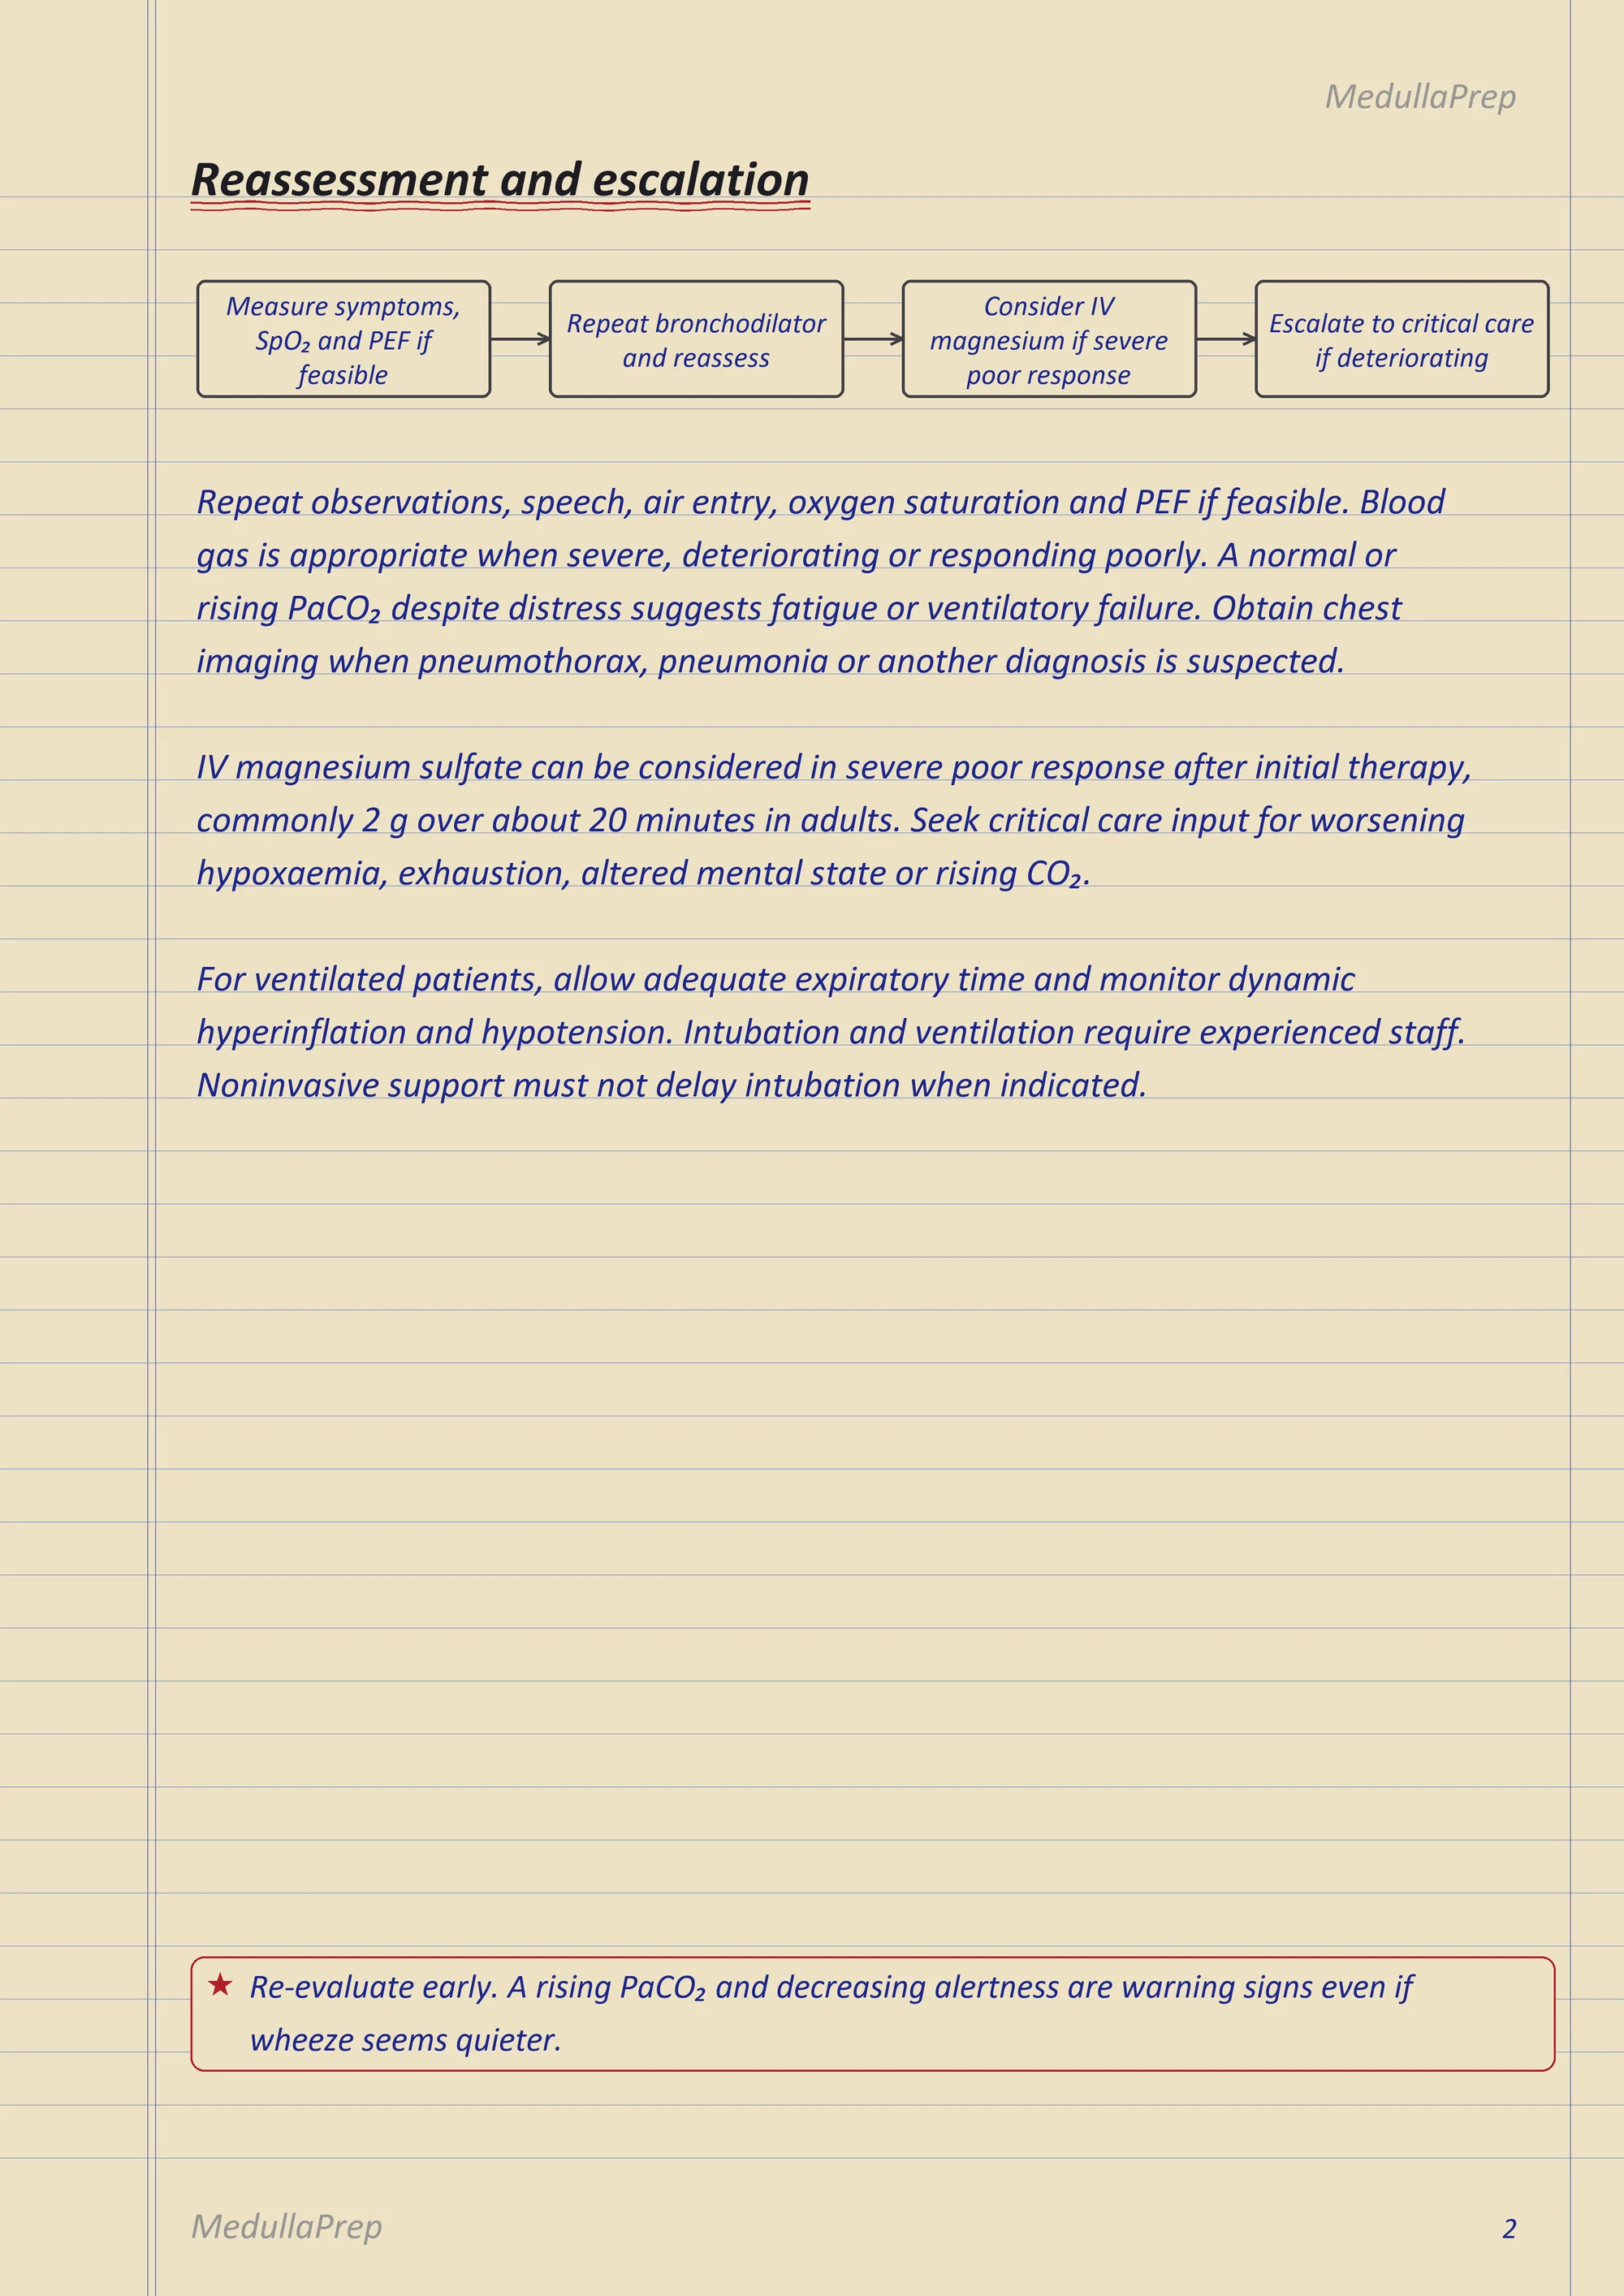 MedullaPrep
Reassessment and escalation
Measure symptoms,
SpO₂ and PEF if
feasible
Repeat bronchodilator
and reassess
Consider IV
magnesium if severe
poor response
Escalate to critical care
if deteriorating
Repeat observations, speech, air entry, oxygen saturation and PEF if feasible. Blood
gas is appropriate when severe, deteriorating or responding poorly. A normal or
rising PaCO₂ despite distress suggests fatigue or ventilatory failure. Obtain chest
imaging when pneumothorax, pneumonia or another diagnosis is suspected.
IV magnesium sulfate can be considered in severe poor response after initial therapy,
commonly 2 g over about 20 minutes in adults. Seek critical care input for worsening
hypoxaemia, exhaustion, altered mental state or rising CO₂.
For ventilated patients, allow adequate expiratory time and monitor dynamic
hyperinflation and hypotension. Intubation and ventilation require experienced staff.
Noninvasive support must not delay intubation when indicated.
★ Re-evaluate early. A rising PaCO₂ and decreasing alertness are warning signs even if
wheeze seems quieter.
MedullaPrep
2